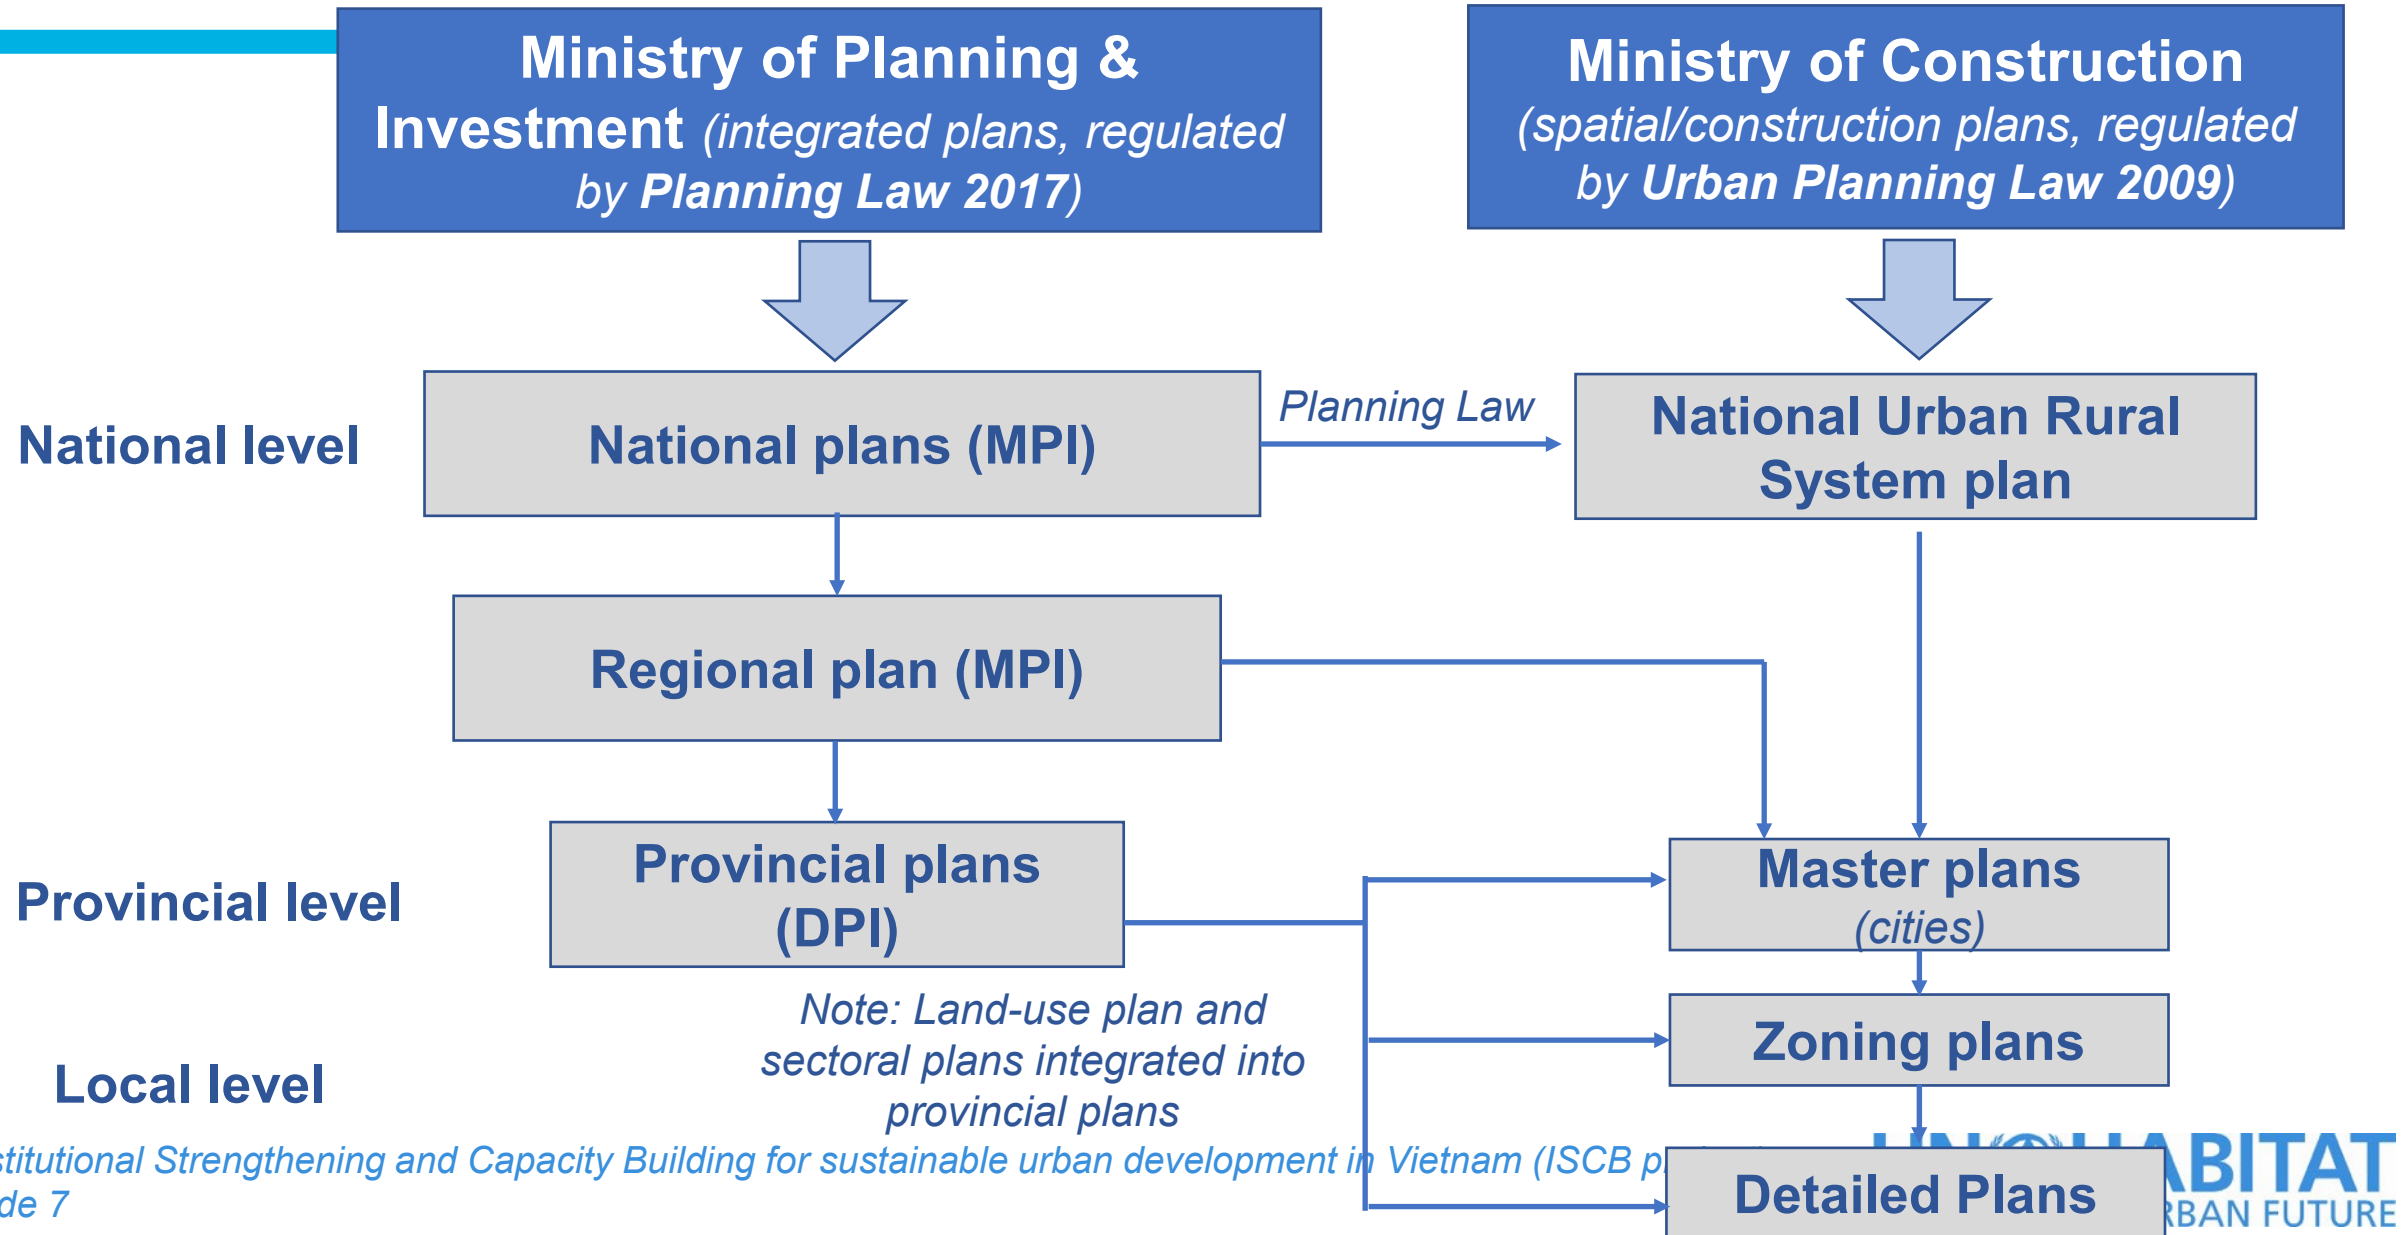 Ministry of Planning &
Investment (integrated plans, regulated
by Planning Law 2017)
Ministry of Construction
(spatial/construction plans, regulated
by Urban Planning Law 2009)
National level
National plans (MPI)
Planning Law
National Urban Rural
System plan
Regional plan (MPI)
Provincial level
Provincial plans
(DPI)
Master plans
(cities)
Note: Land-use plan and
sectoral plans integrated into
provincial plans
Zoning plans
Local level
Detailed Plans
Strengthening and Capacity Building for sustainable urban development in Vietnam (ISCB
7
FUTURE